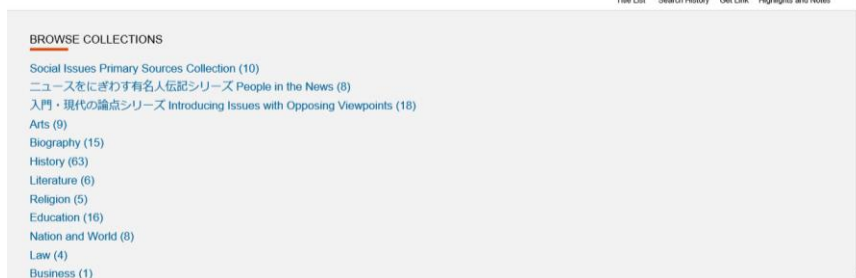 Title List Search History Get Link Highlights and Notes
BROWSE COLLECTIONS
Social Issues Primary Sources Collection (10)
ニュースをにぎわす有名人伝記シリーズ People in the News (8)
入門・現代の論点シリーズ Introducing Issues with Opposing Viewpoints (18)
Arts (9)
Biography (15)
History (63)
Literature (6)
Religion (5)
Education (16)
Nation and World (8)
Law (4)
Business (1)